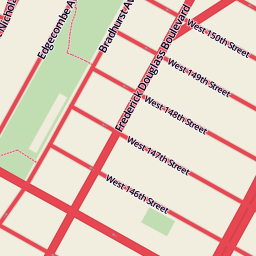 Nichola
Edgecombe A
Bradhurst Av
Frederick Douglass Boulevard
West 150th Street
West 149th Street
West 148th Street
West 147th Street
West 146th Street